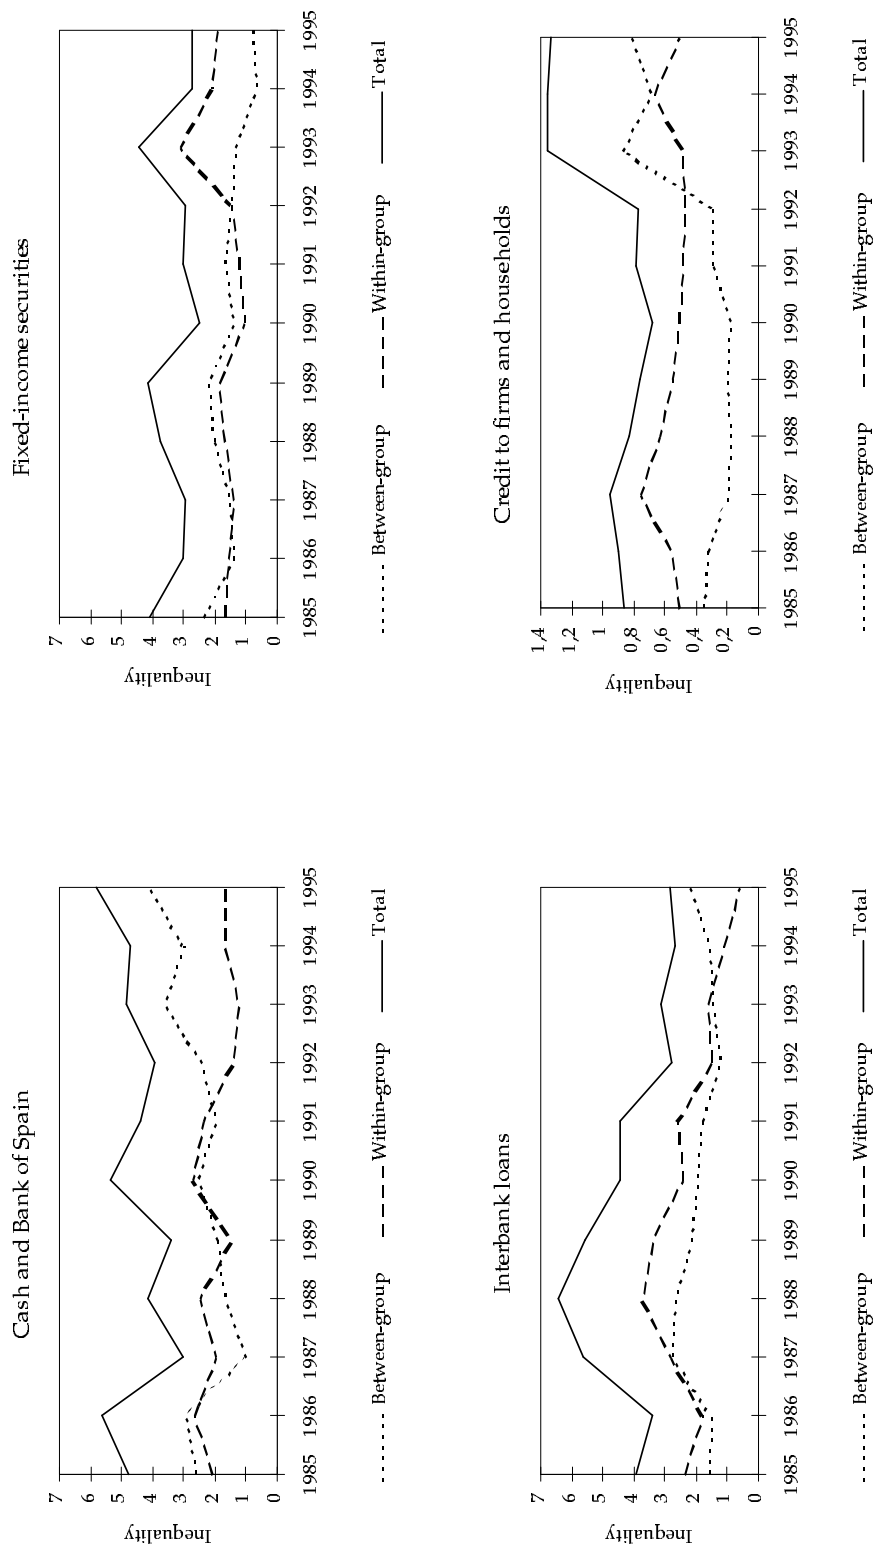 Cash and Bank of Spain
Inequality
7
6
5
4
3
2
1
0
1985 1986 1987 1988 1989 1990 1991 1992 1993 1994 1995
Between-group Within-group Total
Fixed-income securities
Inequality
7
6
5
4
3
2
1
0
1985 1986 1987 1988 1989 1990 1991 1992 1993 1994 1995
Between-group Within-group Total
Interbank loans
Inequality
7
6
5
4
3
2
1
0
1985 1986 1987 1988 1989 1990 1991 1992 1993 1994 1995
Between-group Within-group Total
Credit to firms and households
Inequality
1,4
1,2
1
0,8
0,6
0,4
0,2
0
1985 1986 1987 1988 1989 1990 1991 1992 1993 1994 1995
Between-group Within-group Total